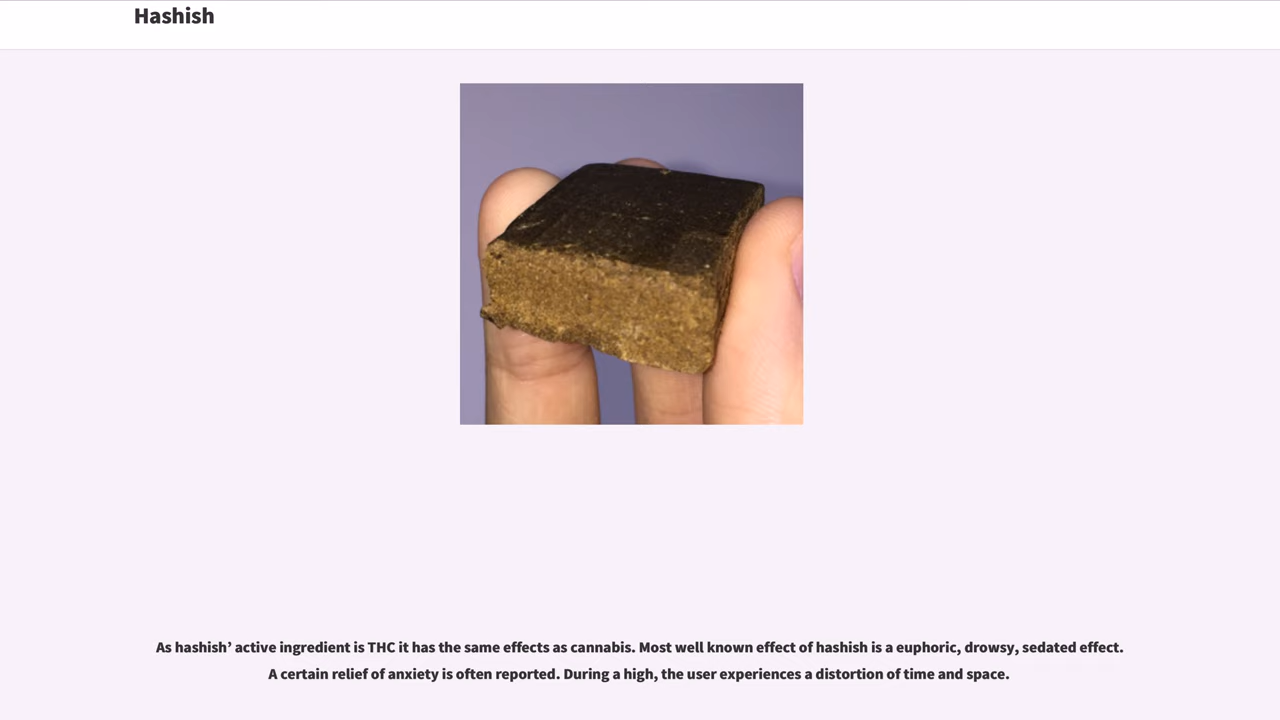 Hashish
As hashish’ active ingredient is THC it has the same effects as cannabis. Most well known effect of hashish is a euphoric, drowsy, sedated effect.
A certain relief of anxiety is often reported. During a high, the user experiences a distortion of time and space.